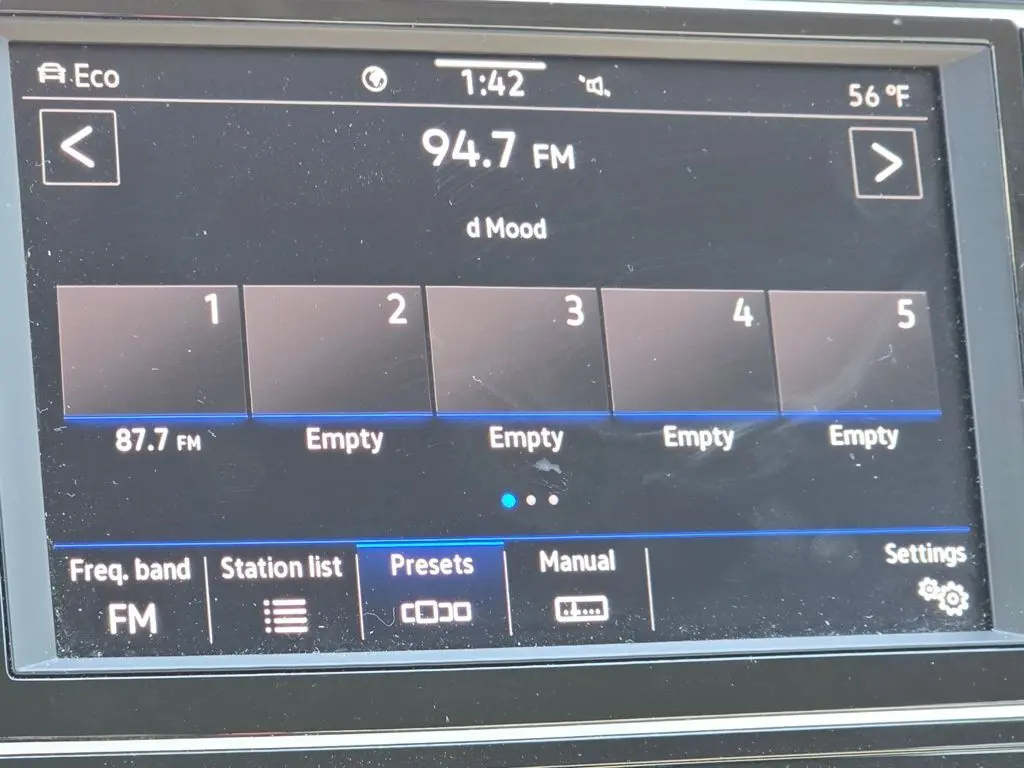 Eco 1:42 56 °F
< 94.7 FM >
d Mood
1 2 3 4 5
87.7 FM Empty Empty Empty Empty
Freq. band Station list Presets Manual Settings
FM